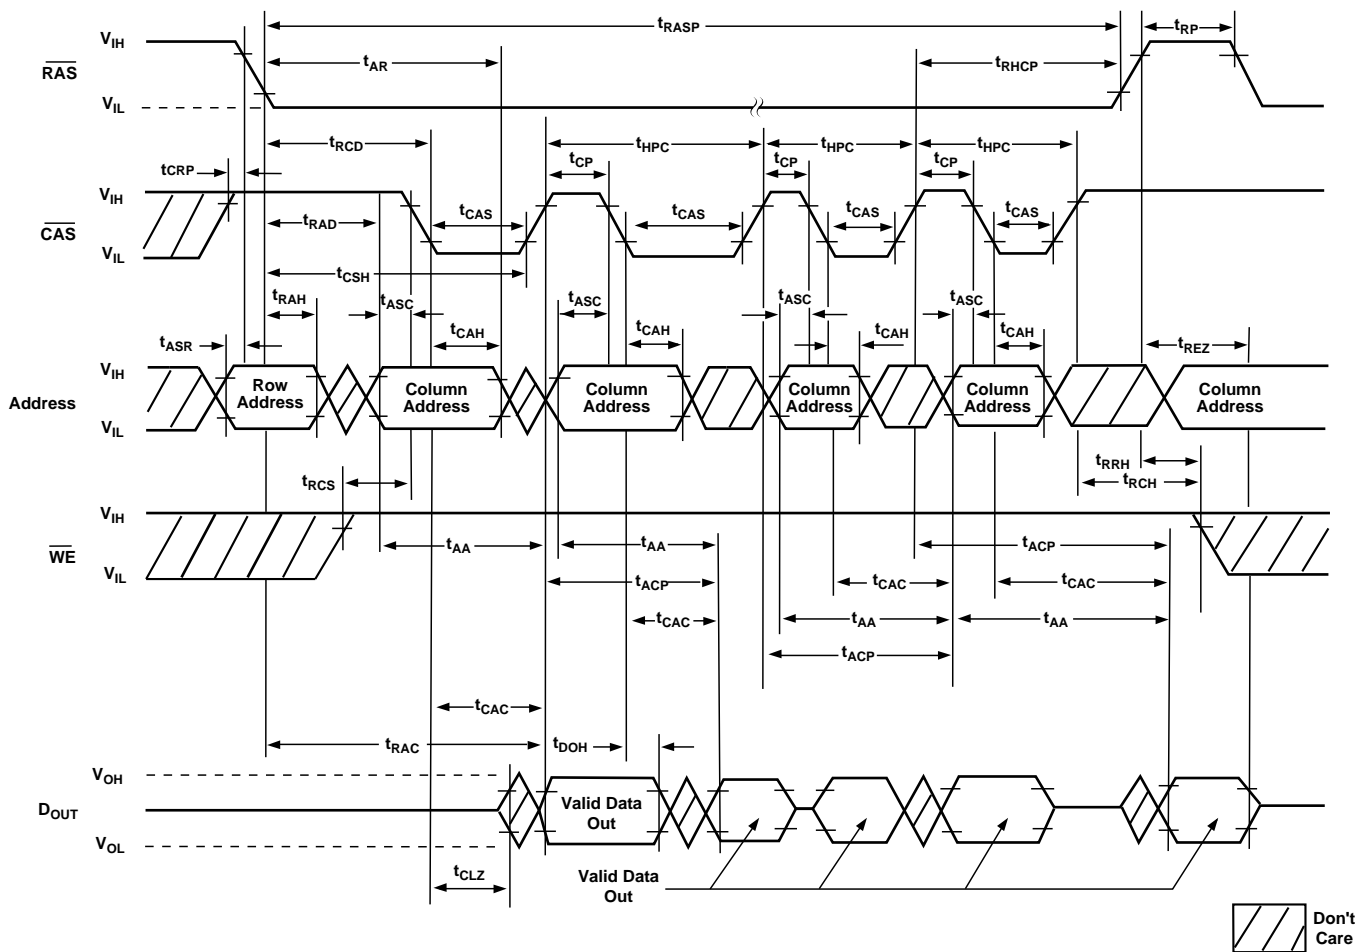 tRASP
tRP
VIH
RAS
tAR
tRHCP
VIL
tRCD
tHPC
tHPC
tHPC
tCRP
tCP
tCP
tCP
VIH
CAS
tRAD
tCAS
tCAS
tCAS
tCAS
VIL
tCSH
tRAH
tASC
tASC
tASC
tASC
tASR
tCAH
tCAH
tCAH
tCAH
tREZ
VIH
Address
Row
Address
Column
Address
Column
Address
Column
Address
Column
Address
Column
Address
VIL
tRRH
tRCS
tRCH
VIH
WE
tAA
tAA
tACP
VIL
tACP
tCAC
tCAC
tCAC
tAA
tAA
tACP
tCAC
tRAC
tDOH
VOH
DOUT
Valid Data
Out
VOL
tCLZ
Valid Data
Out
Don't
Care